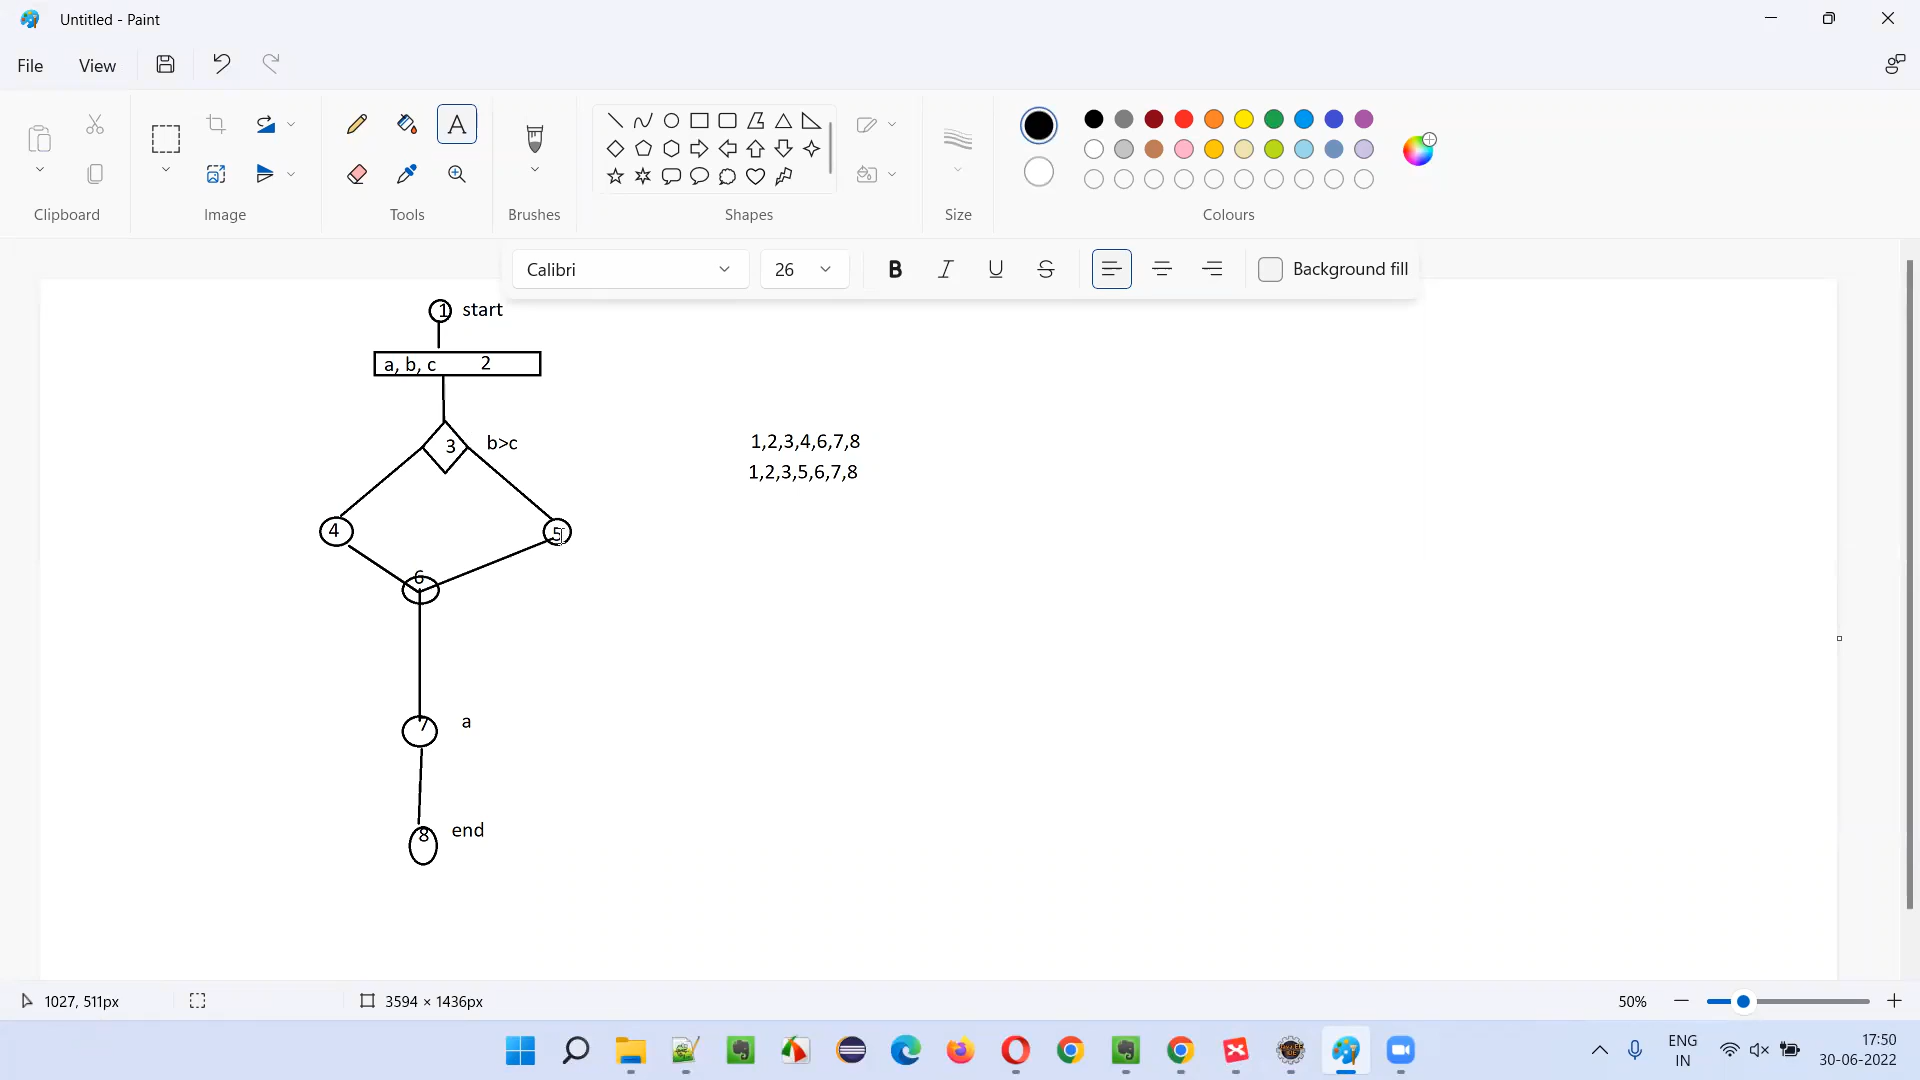 Untitled - Paint
File
View
Clipboard
Image
Tools
Brushes
Shapes
Size
Colours
Calibri
26
B
I
U
S
Background fill
1 start
a, b, c 2
3 b>c
4
5
6
7 a
8 end
1,2,3,4,6,7,8
1,2,3,5,6,7,8
1027, 511px
3594 × 1436px
50%
ENG
IN
17:50
30-06-2022